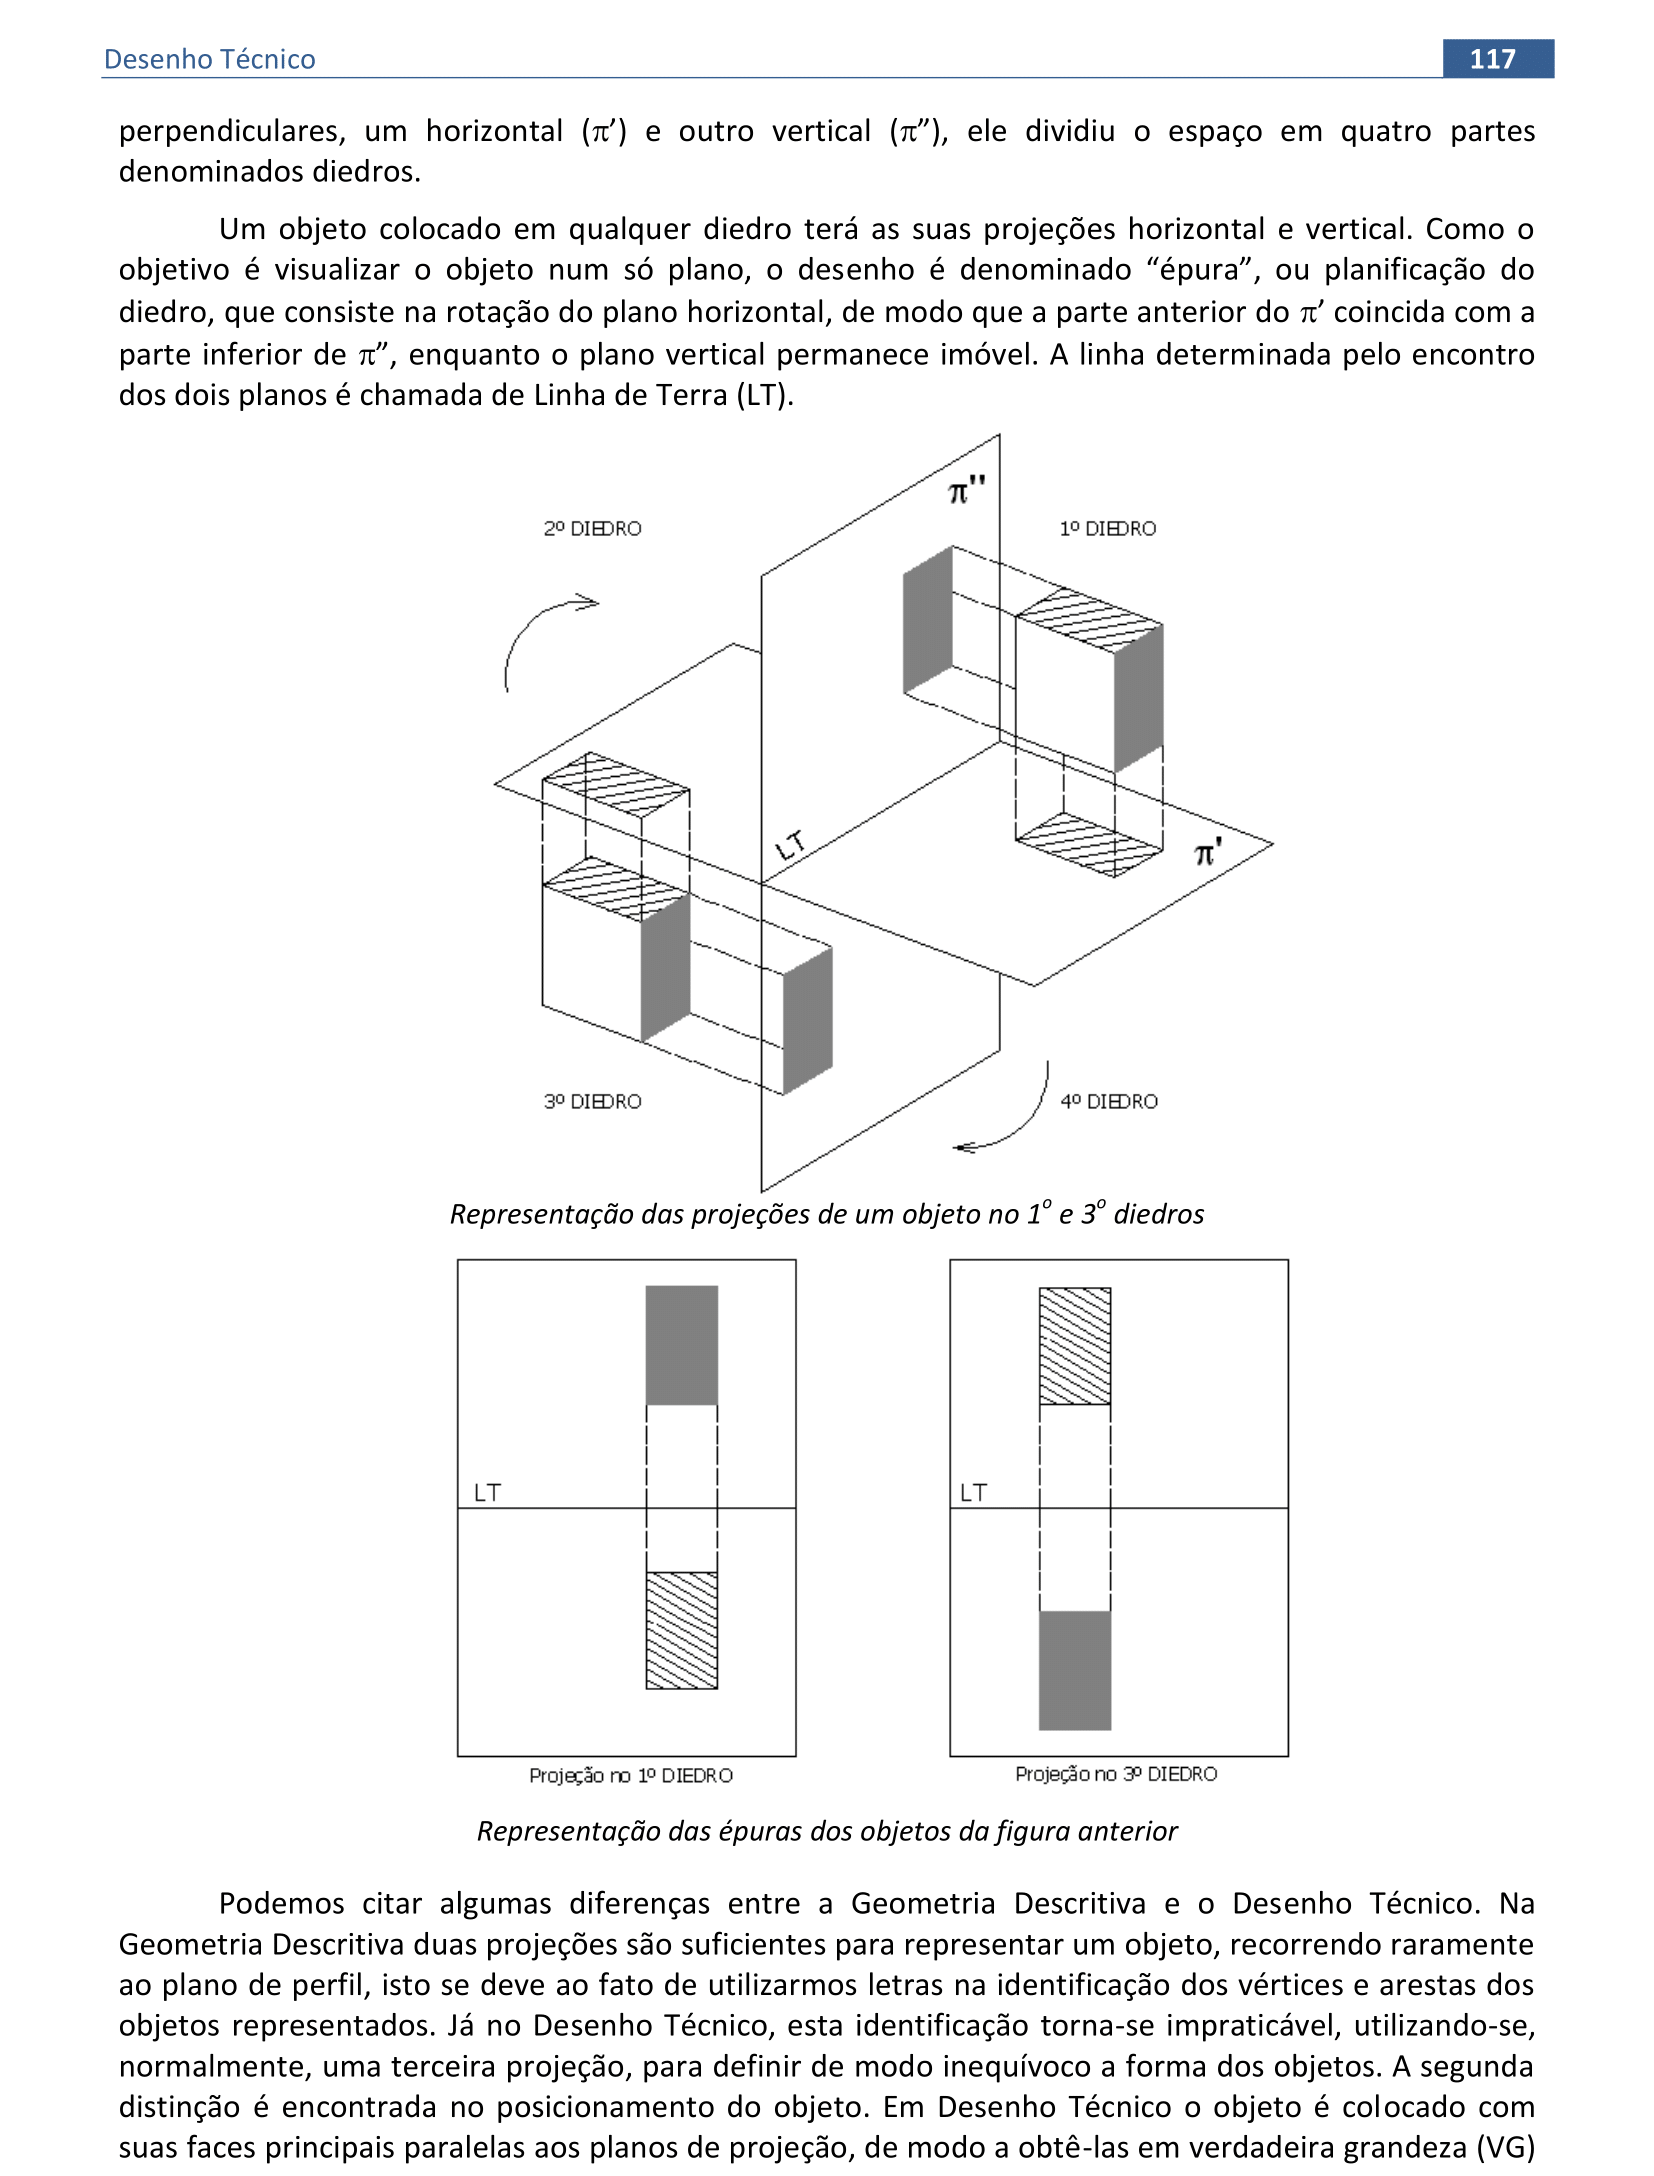 Desenho Técnico 117
perpendiculares, um horizontal (π’) e outro vertical (π”), ele dividiu o espaço em quatro partes
denominados diedros.
Um objeto colocado em qualquer diedro terá as suas projeções horizontal e vertical. Como o
objetivo é visualizar o objeto num só plano, o desenho é denominado “épura”, ou planificação do
diedro, que consiste na rotação do plano horizontal, de modo que a parte anterior do π’ coincida com a
parte inferior de π”, enquanto o plano vertical permanece imóvel. A linha determinada pelo encontro
dos dois planos é chamada de Linha de Terra (LT).
π''
2º DIEDRO
1º DIEDRO
LT
π'
3º DIEDRO
4º DIEDRO
Representação das projeções de um objeto no 1º e 3º diedros
LT
LT
Projeção no 1º DIEDRO
Projeção no 3º DIEDRO
Representação das épuras dos objetos da figura anterior
Podemos citar algumas diferenças entre a Geometria Descritiva e o Desenho Técnico. Na
Geometria Descritiva duas projeções são suficientes para representar um objeto, recorrendo raramente
ao plano de perfil, isto se deve ao fato de utilizarmos letras na identificação dos vértices e arestas dos
objetos representados. Já no Desenho Técnico, esta identificação torna-se impraticável, utilizando-se,
normalmente, uma terceira projeção, para definir de modo inequívoco a forma dos objetos. A segunda
distinção é encontrada no posicionamento do objeto. Em Desenho Técnico o objeto é colocado com
suas faces principais paralelas aos planos de projeção, de modo a obtê-las em verdadeira grandeza (VG)